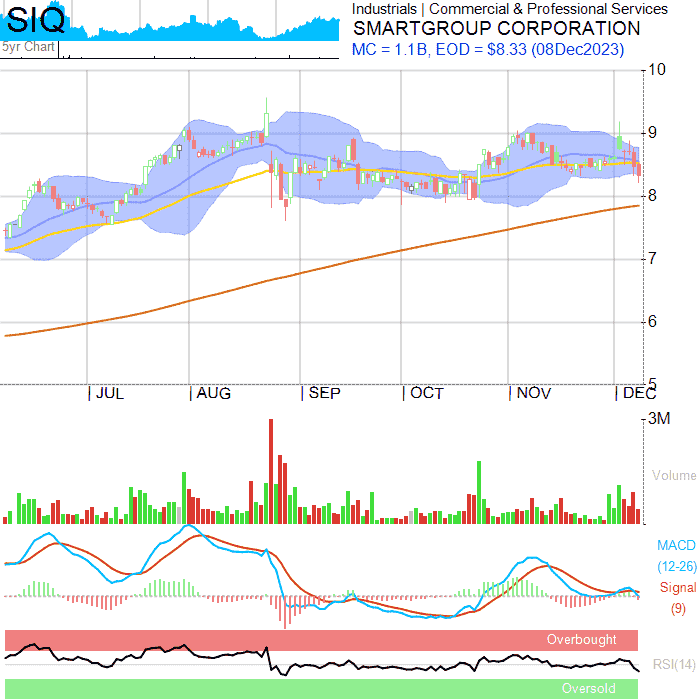 SIQ
5yr Chart
Industrials | Commercial & Professional Services
SMARTGROUP CORPORATION
MC = 1.1B, EOD = $8.33 (08Dec2023)
10
9
8
7
6
5
JUL AUG SEP OCT NOV DEC
3M
Volume
MACD
(12-26)
Signal
(9)
Overbought
RSI(14)
Oversold